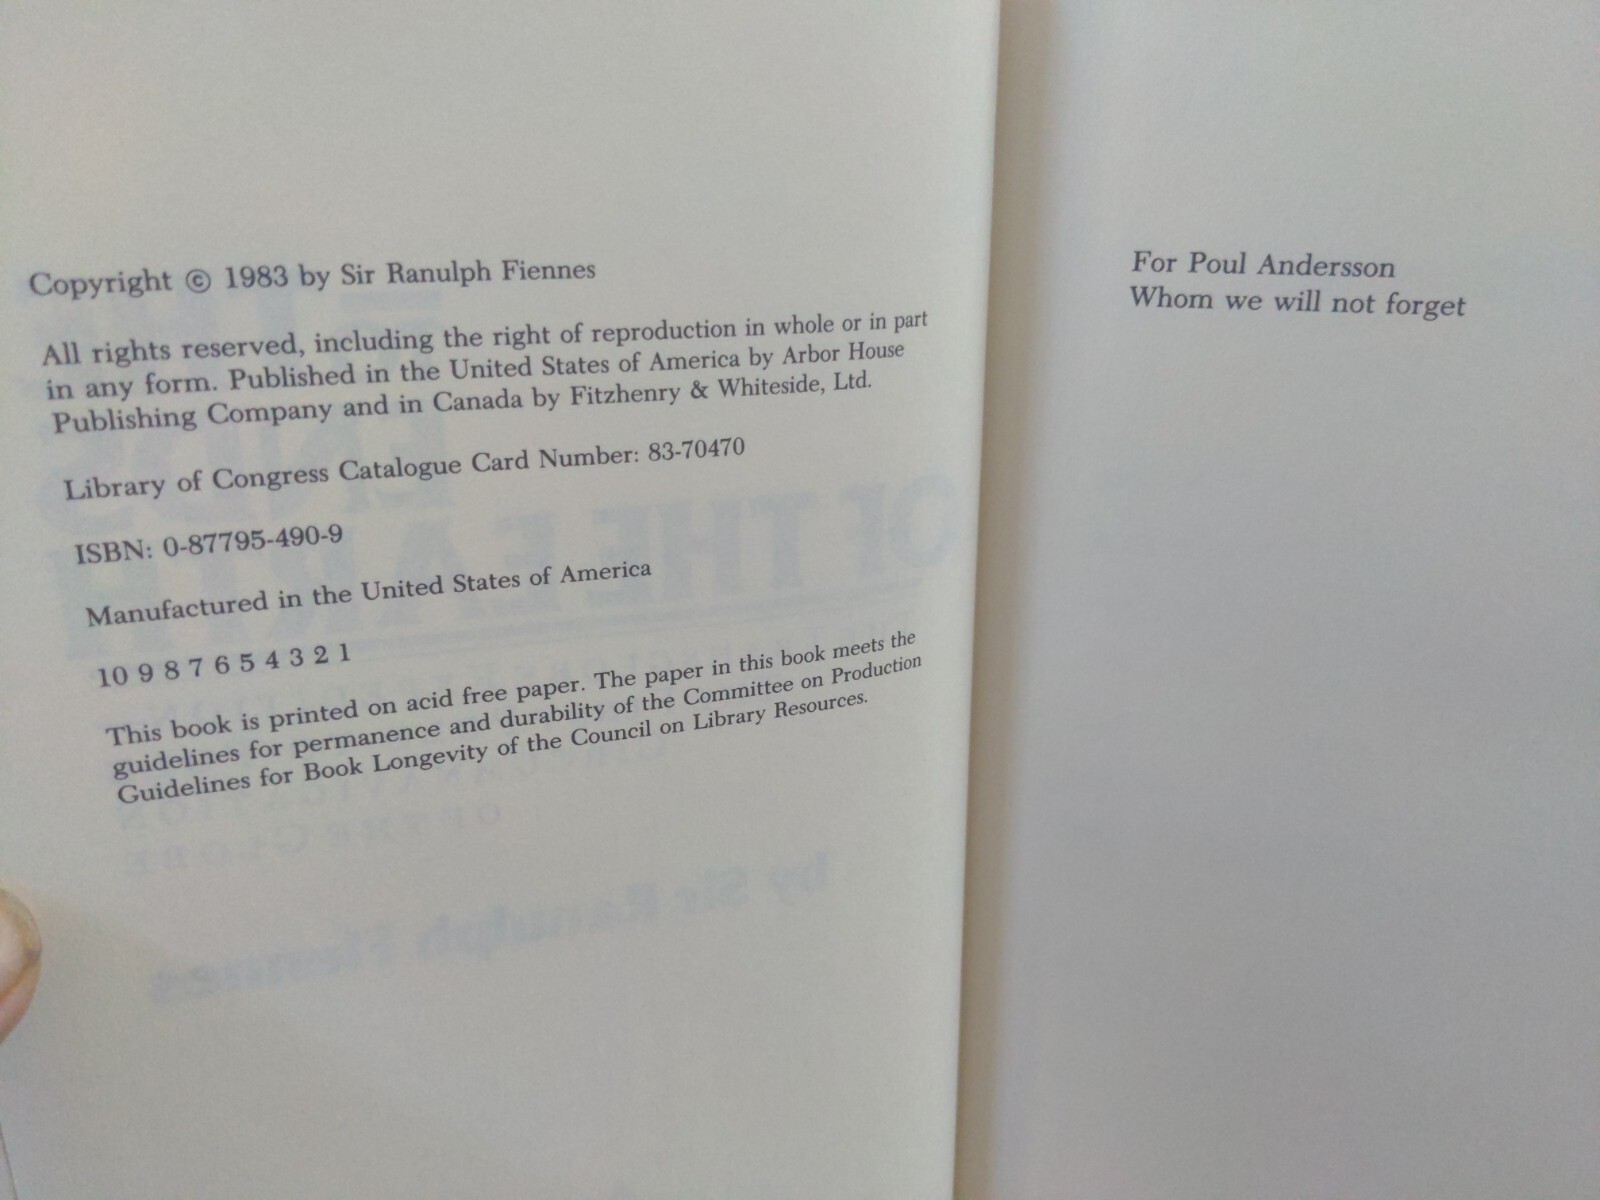 Copyright © 1983 by Sir Ranulph Fiennes
All rights reserved, including the right of reproduction in whole or in part
in any form. Published in the United States of America by Arbor House
Publishing Company and in Canada by Fitzhenry & Whiteside, Ltd.
Library of Congress Catalogue Card Number: 83-70470
ISBN: 0-87795-490-9
Manufactured in the United States of America
10 9 8 7 6 5 4 3 2 1
This book is printed on acid free paper. The paper in this book meets the
guidelines for permanence and durability of the Committee on Production
Guidelines for Book Longevity of the Council on Library Resources.
For Poul Andersson
Whom we will not forget